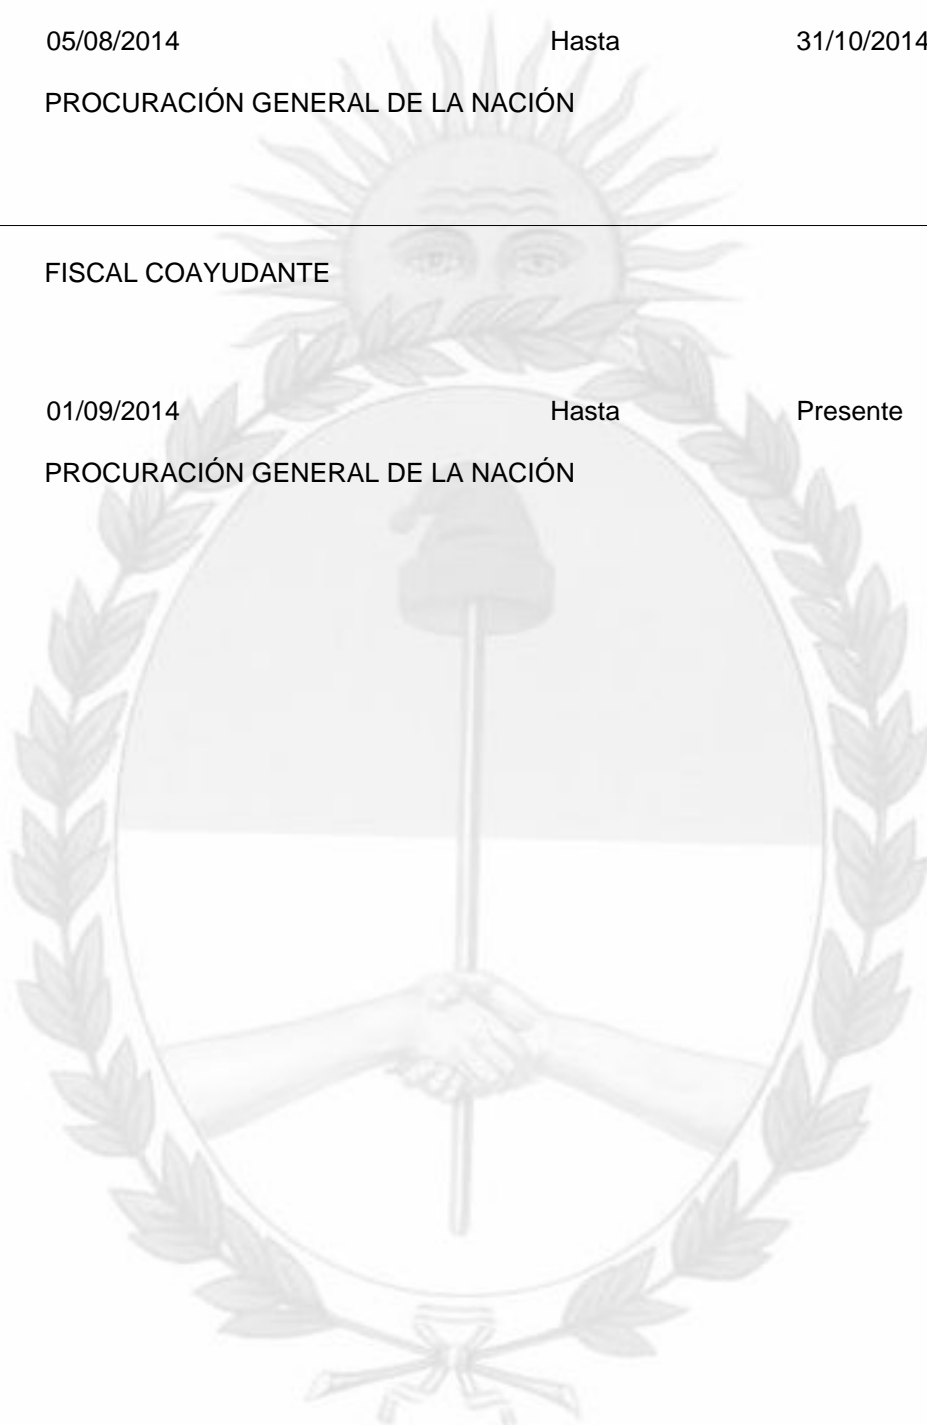 05/08/2014 Hasta 31/10/2014
PROCURACIÓN GENERAL DE LA NACIÓN
FISCAL COAYUDANTE
01/09/2014 Hasta Presente
PROCURACIÓN GENERAL DE LA NACIÓN